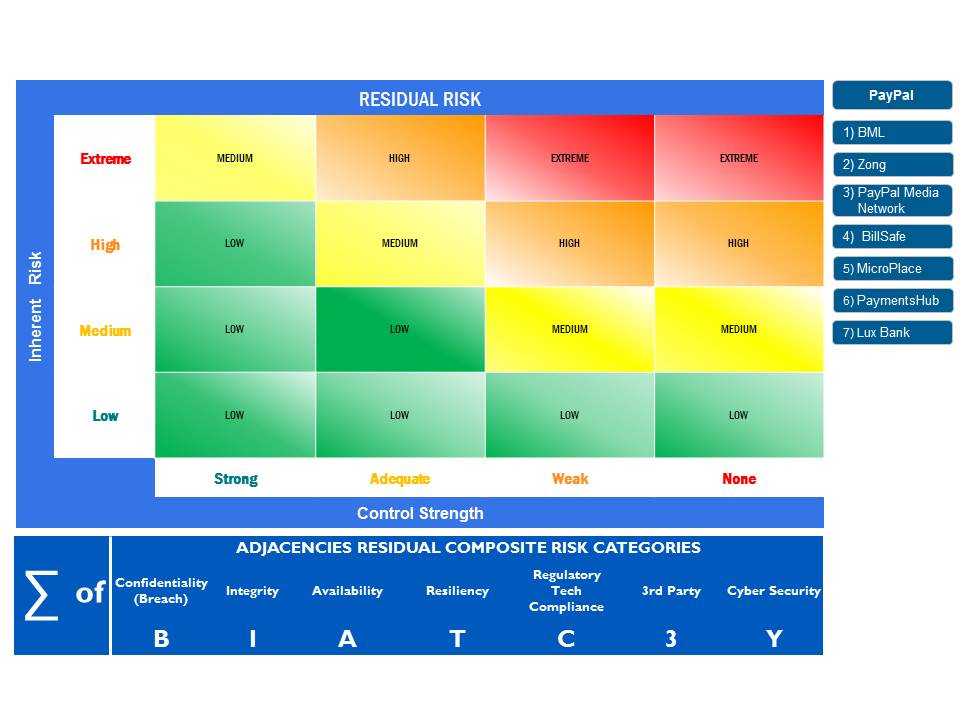 RESIDUAL RISK
Inherent Risk
Extreme
MEDIUM
HIGH
EXTREME
EXTREME
High
LOW
MEDIUM
HIGH
HIGH
Medium
LOW
LOW
MEDIUM
MEDIUM
Low
LOW
LOW
LOW
LOW
Strong
Adequate
Weak
None
Control Strength
PayPal
1) BML
2) Zong
3) PayPal Media
Network
4) BillSafe
5) MicroPlace
6) PaymentsHub
7) Lux Bank
∑ of
ADJACENCIES RESIDUAL COMPOSITE RISK CATEGORIES
Confidentiality
(Breach)
Integrity
Availability
Resiliency
Regulatory
Tech
Compliance
3rd Party
Cyber Security
B
I
A
T
C
3
Y